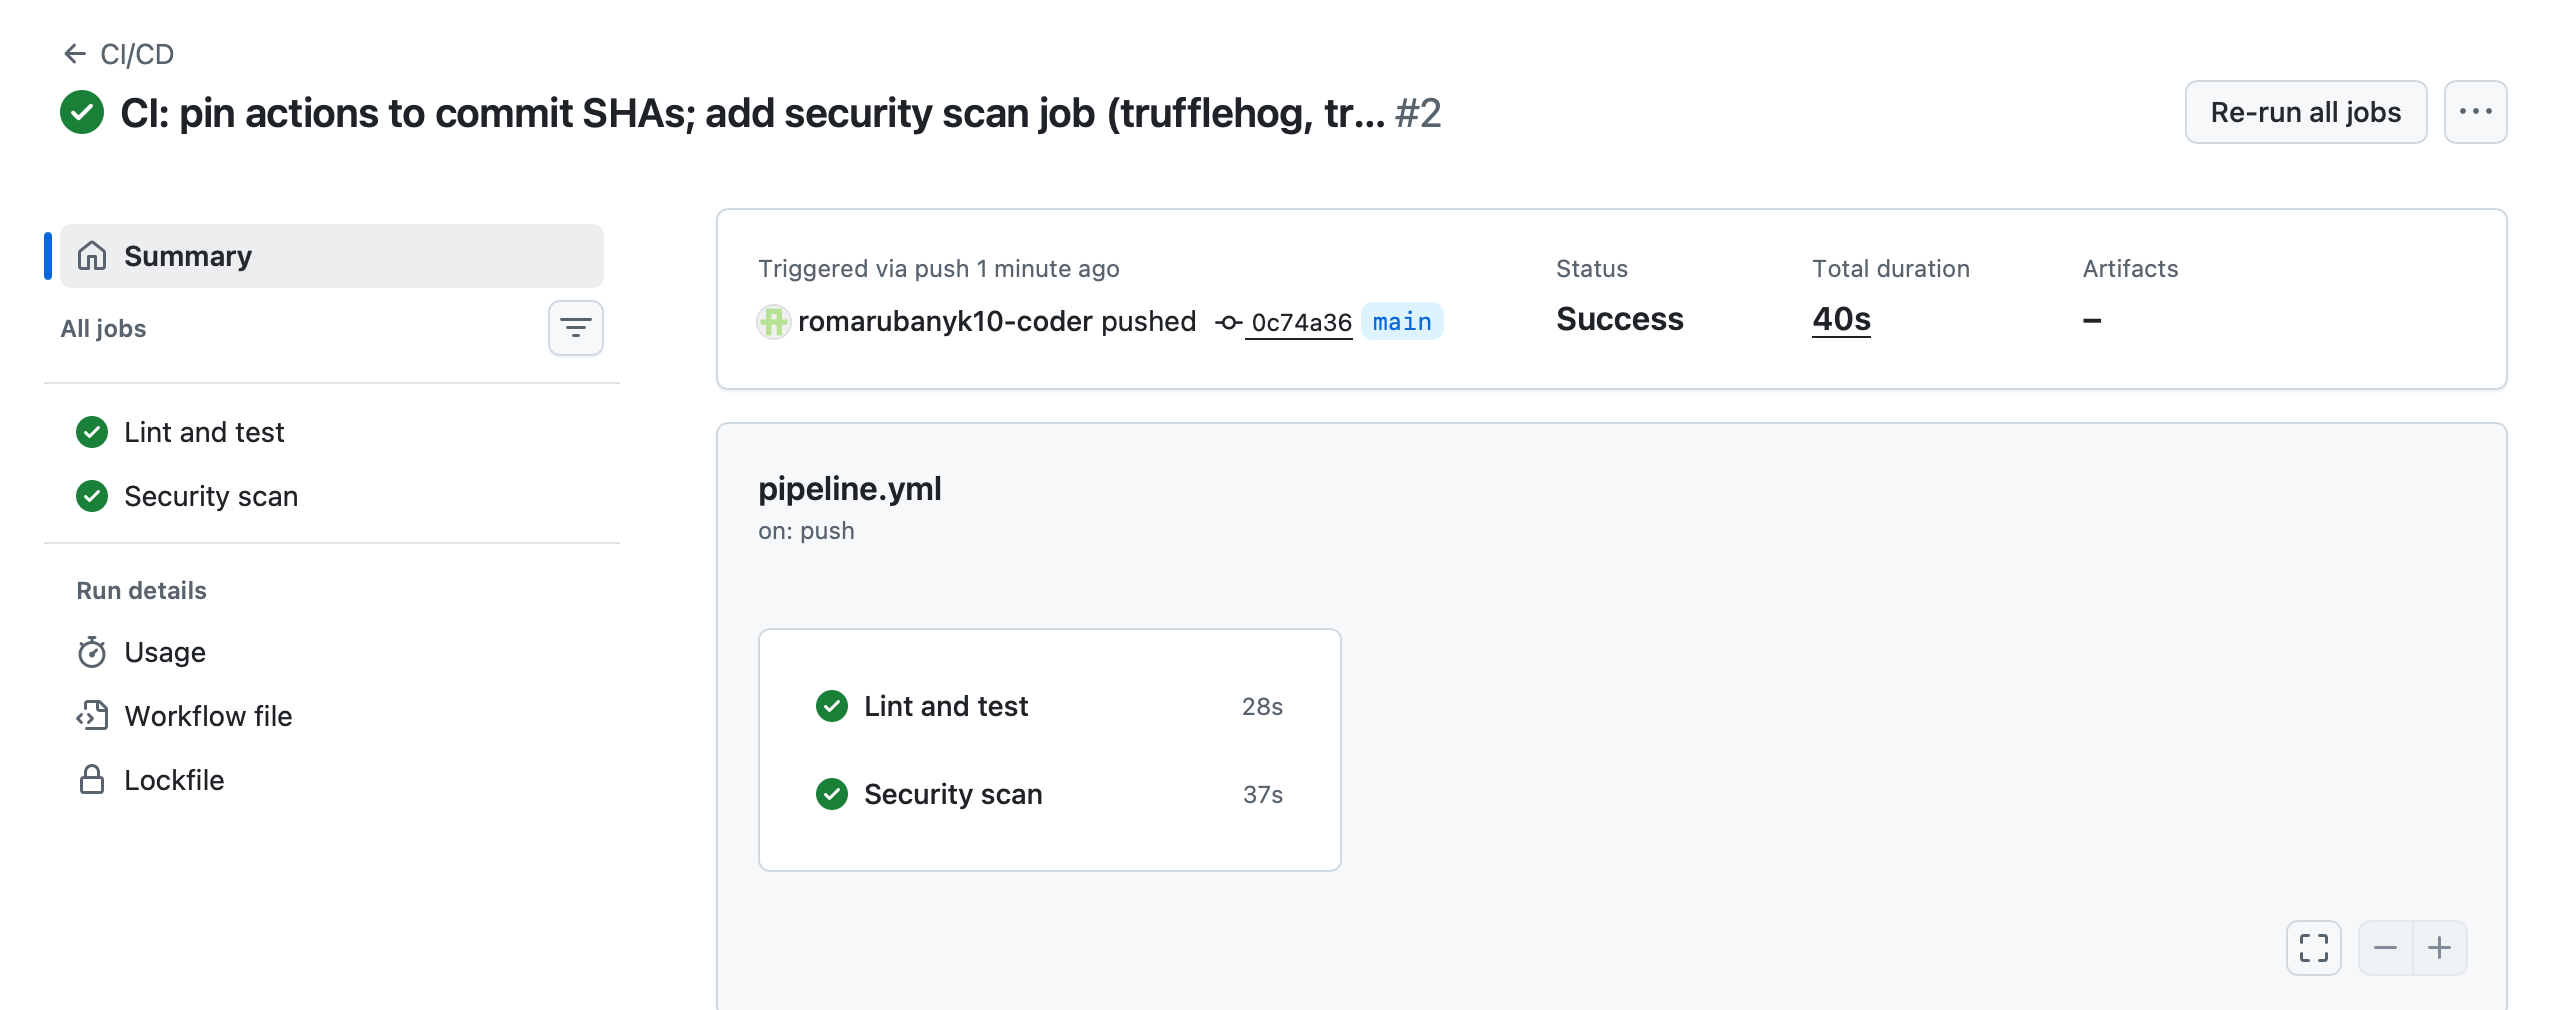 CI/CD
CI: pin actions to commit SHAs; add security scan job (trufflehog, tr... #2
Re-run all jobs
Summary
All jobs
Lint and test
Security scan
Run details
Usage
Workflow file
Lockfile
Triggered via push 1 minute ago
romarubanyk10-coder pushed 0c74a36 main
Status
Success
Total duration
40s
Artifacts
–
pipeline.yml
on: push
Lint and test 28s
Security scan 37s